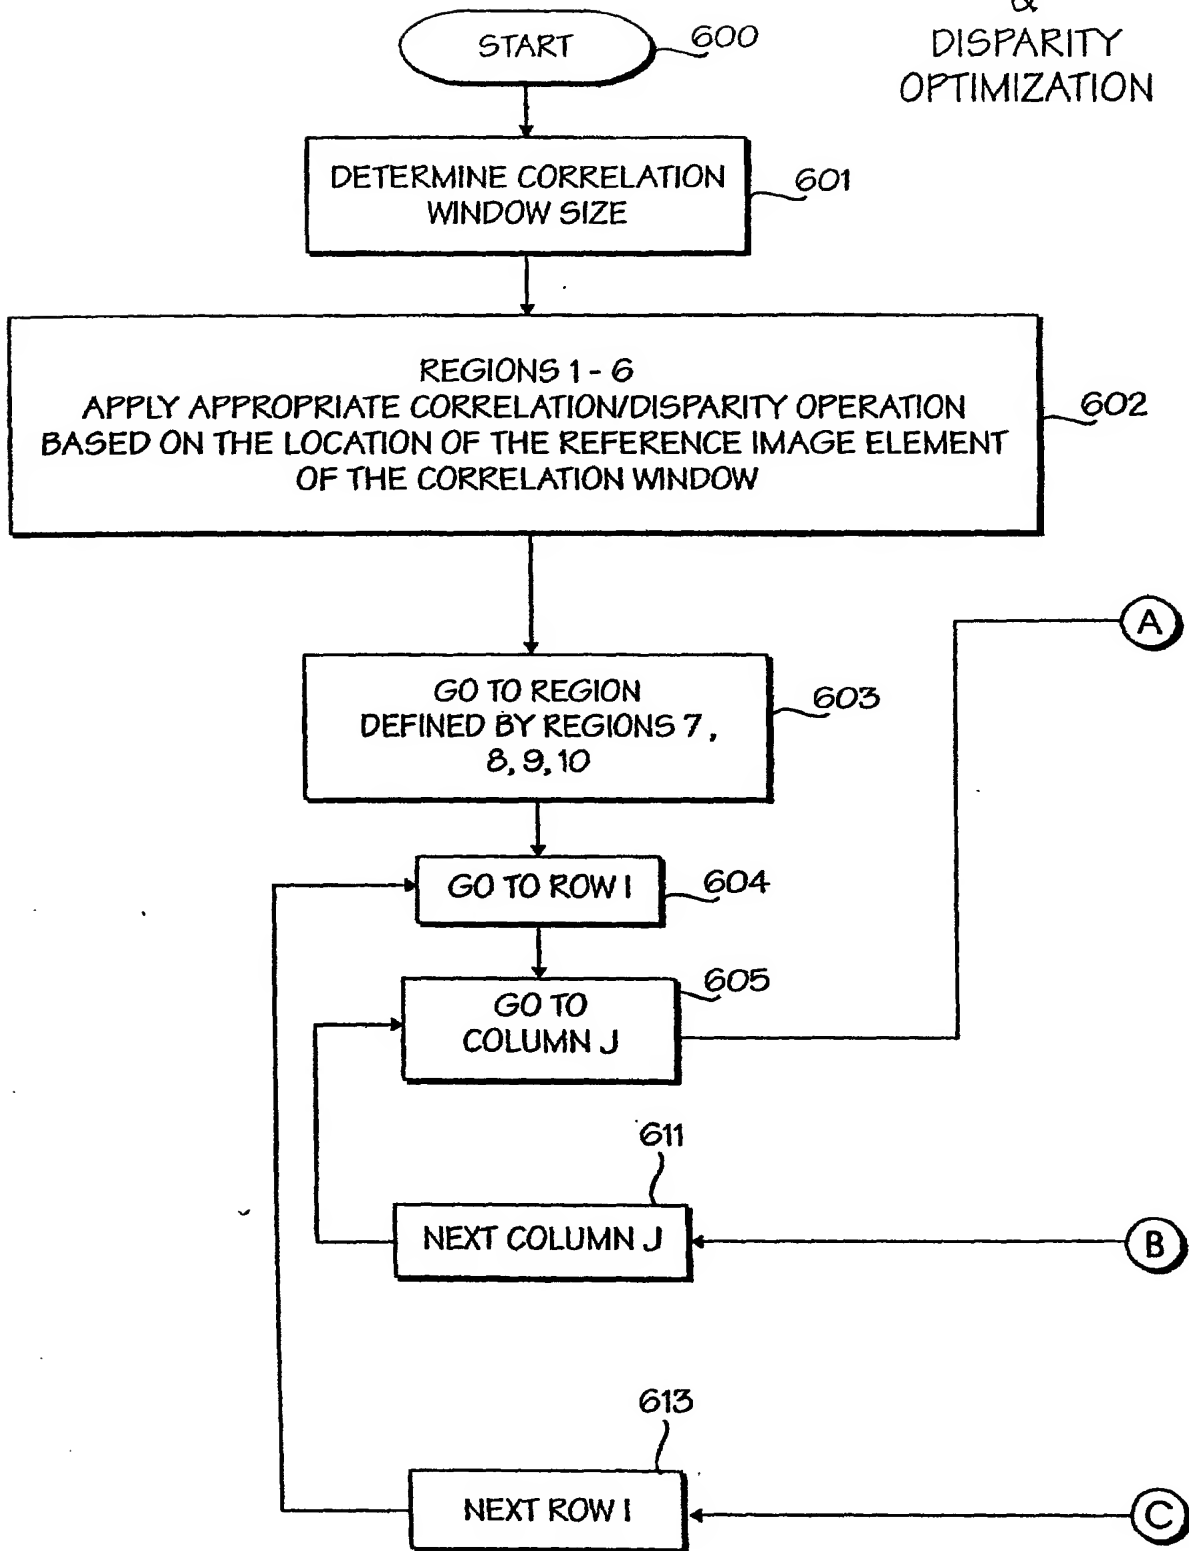 &
DISPARITY
OPTIMIZATION
START
600
DETERMINE CORRELATION
WINDOW SIZE
601
REGIONS 1 - 6
APPLY APPROPRIATE CORRELATION/DISPARITY OPERATION
BASED ON THE LOCATION OF THE REFERENCE IMAGE ELEMENT
OF THE CORRELATION WINDOW
602
A
GO TO REGION
DEFINED BY REGIONS 7,
8, 9, 10
603
GO TO ROW I
604
GO TO
COLUMN J
605
611
NEXT COLUMN J
B
613
NEXT ROW I
C